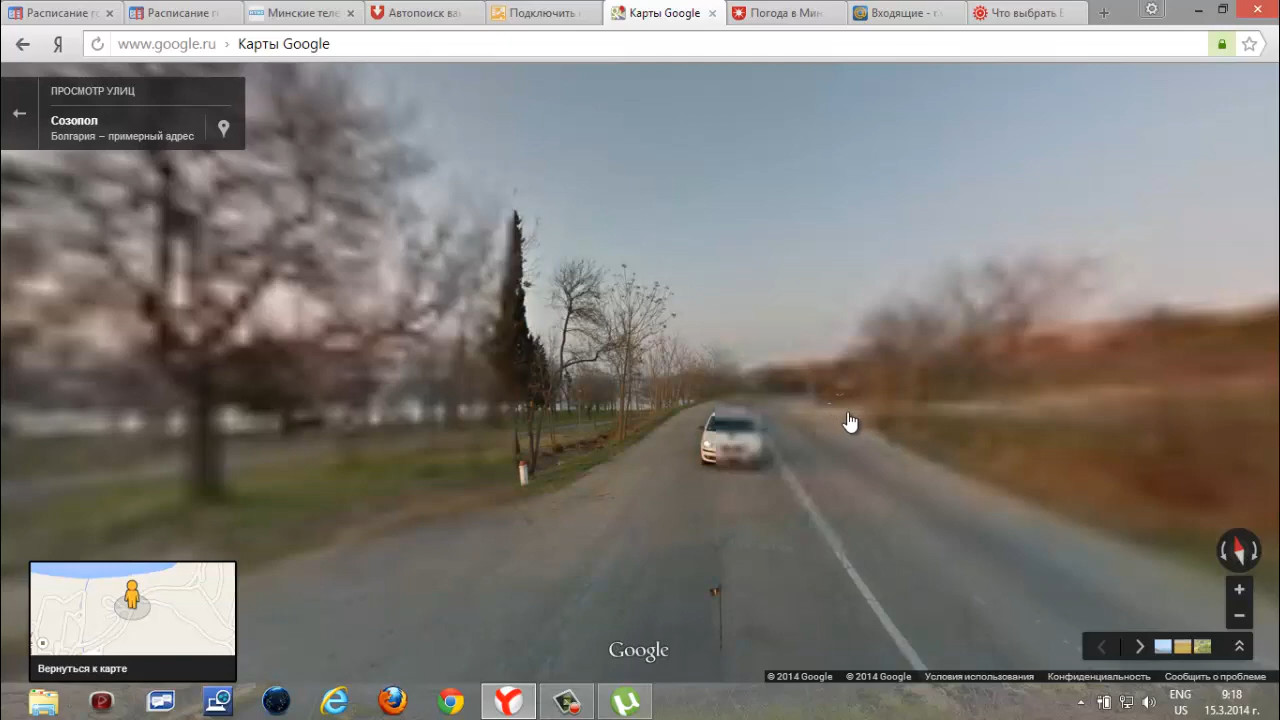 Расписание го
Расписание го
Минские теле
Автопоиск ва
Подключить
Карты Google
Погода в Мин
Входящие - г
Что выбрать Е
Я
www.google.ru › Карты Google
ПРОСМОТР УЛИЦ
Созопол
Болгария – примерный адрес
Google
Вернуться к карте
© 2014 Google © 2014 Google Условия использования Конфиденциальность Сообщить о проблеме
ENG 9:18
US 15.3.2014 г.